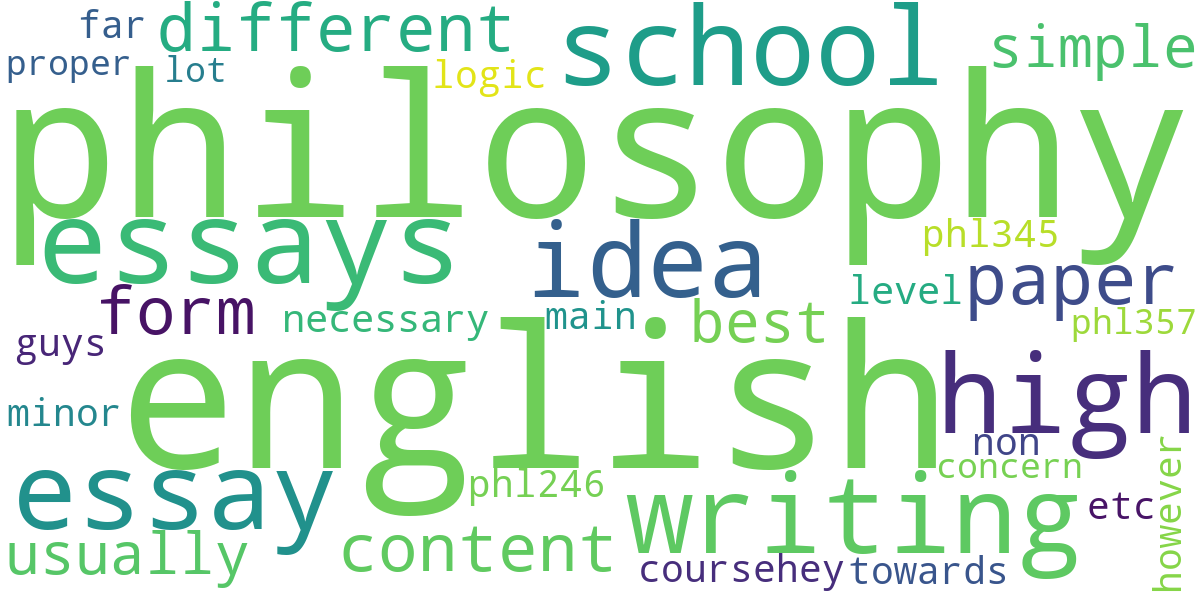 far different school simple
proper lot logic
philosophy
essays idea phl345
level paper
form necessary main best phl357
guys
english high
minor non
essay phl246 writing concern however
etc
usually content coursehey towards